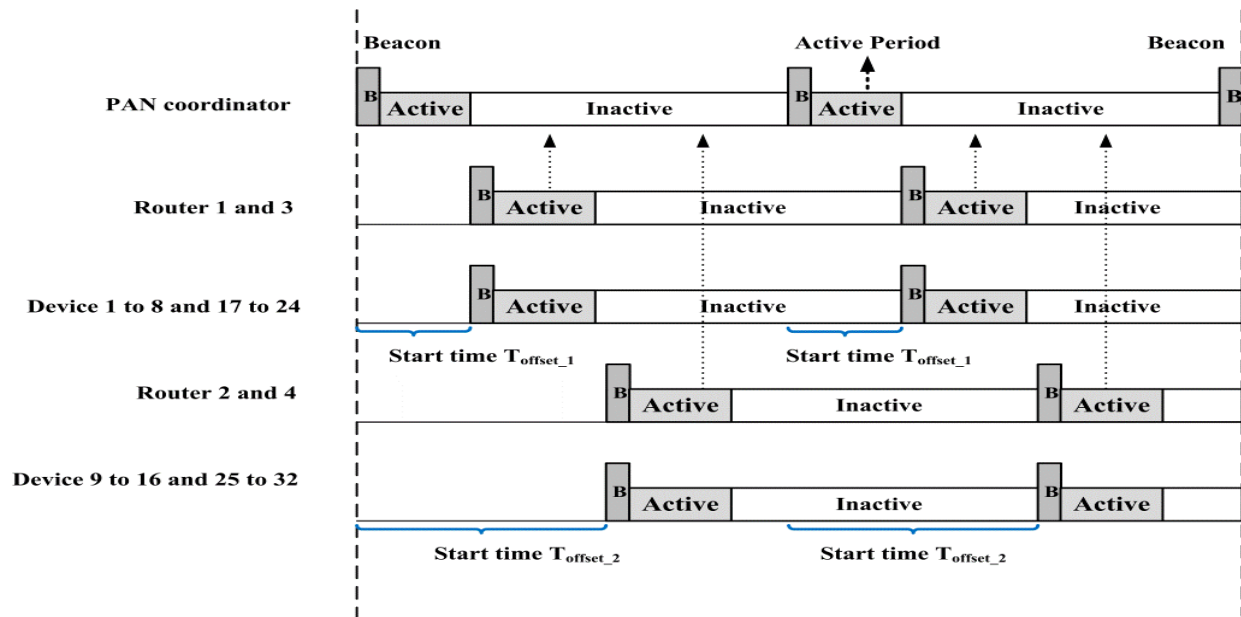 Beacon Active Period Beacon
PAN coordinator B Active Inactive B Active Inactive B
Router 1 and 3 B Active Inactive B Active Inactive
Device 1 to 8 and 17 to 24 B Active Inactive B Active Inactive
Start time Toffset_1 Start time Toffset_1
Router 2 and 4 B Active Inactive B Active
Device 9 to 16 and 25 to 32 B Active Inactive B Active
Start time Toffset_2 Start time Toffset_2